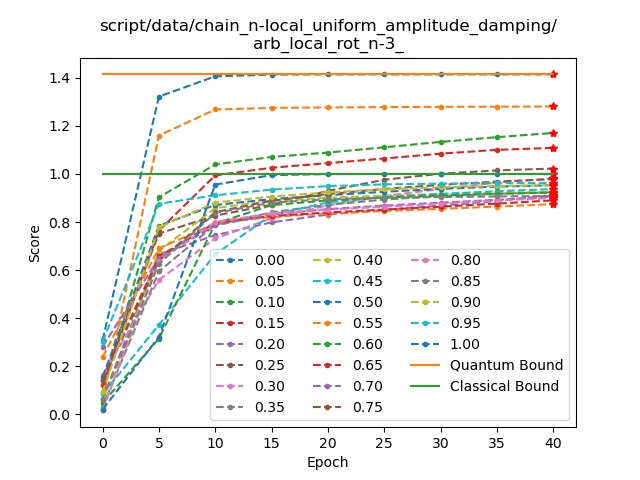 script/data/chain_n-local_uniform_amplitude_damping/
arb_local_rot_n-3_
Score
1.4
1.2
1.0
0.8
0.6
0.4
0.2
0.0
0.00 0.40 0.80
0.05 0.45 0.85
0.10 0.50 0.90
0.15 0.55 0.95
0.20 0.60 1.00
0.25 0.65 Quantum Bound
0.30 0.70 Classical Bound
0.35 0.75
0 5 10 15 20 25 30 35 40
Epoch